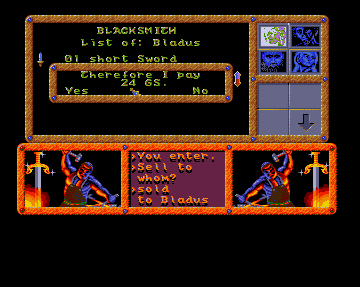 BLACKSMITH
List of: Bladus
01 short Sword
Therefore I pay
24 GS.
Yes No
>You enter.
>Sell to
whom?
>sold
to Bladus